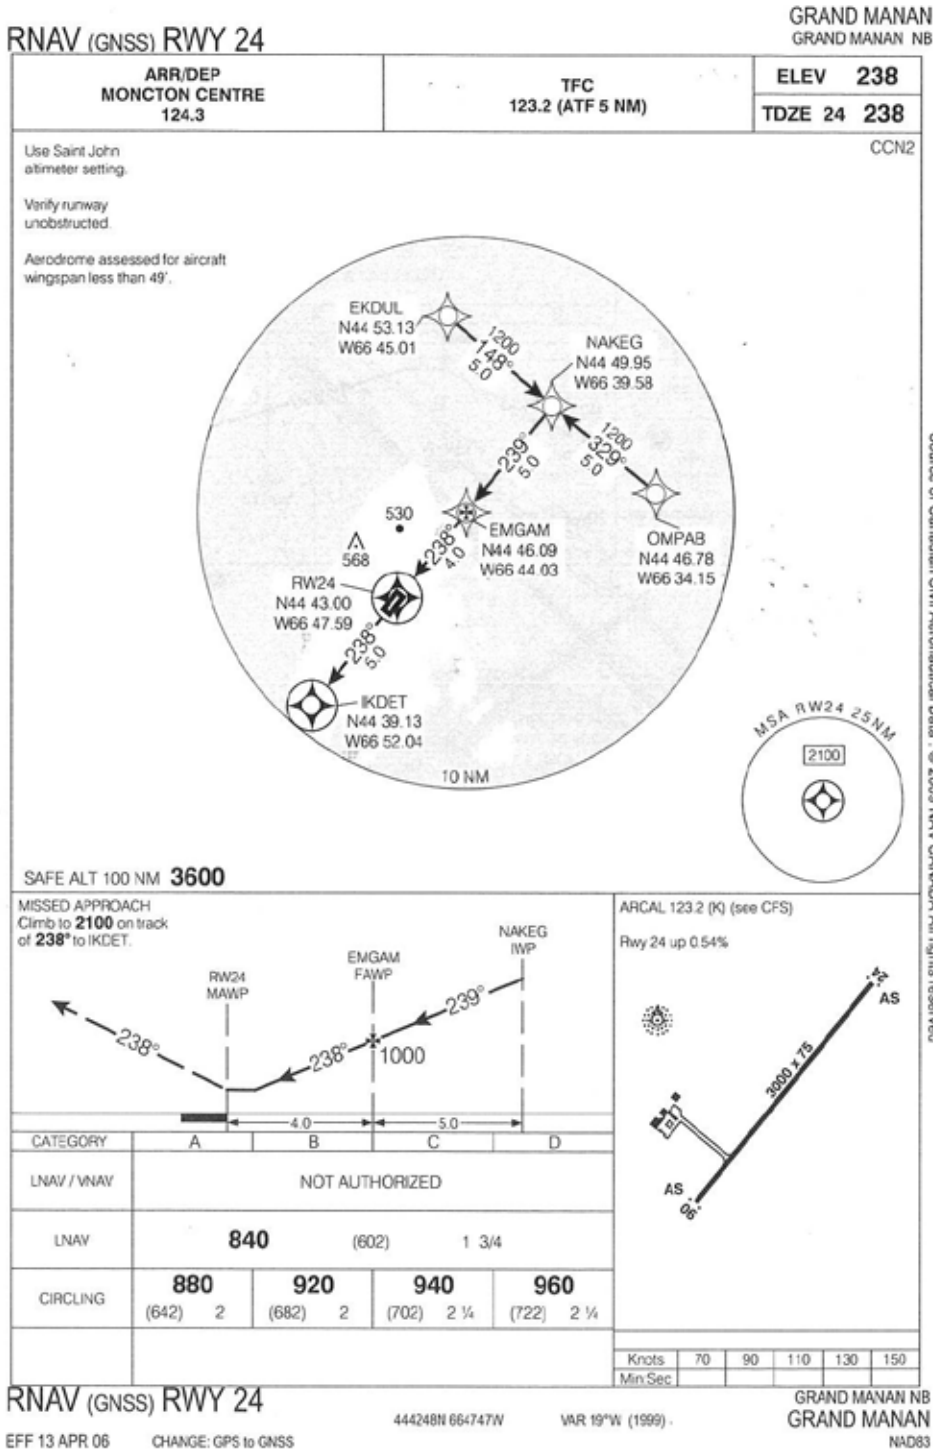 GRAND MANAN
RNAV (GNSS) RWY 24
GRAND MANAN NB
ARR/DEP
MONCTON CENTRE
124.3
TFC
123.2 (ATF 5 NM)
ELEV 238
TDZE 24 238
CCN2
Use Saint John
altimeter setting.
Verify runway
unobstructed.
Aerodrome assessed for aircraft
wingspan less than 49'.
EKDUL
N44 53.13
W66 45.01
1200
148°
5.0
NAKEG
N44 49.95
W66 39.58
1200
329°
5.0
239°
5.0
OMPAB
N44 46.78
W66 34.15
EMGAM
N44 46.09
W66 44.03
530
568
238°
4.0
RW24
N44 43.00
W66 47.59
238°
5.0
IKDET
N44 39.13
W66 52.04
10 NM
MSA RW24 25NM
2100
SAFE ALT 100 NM 3600
MISSED APPROACH
Climb to 2100 on track
of 238° to IKDET.
RW24
MAWP
EMGAM
FAWP
NAKEG
IWP
238°
238°
239°
1000
4.0
5.0
ARCAL 123.2 (K) (see CFS)
Rwy 24 up 0.54%
24
AS
3000 x 75
AS
06
CATEGORY A B C D
LNAV / VNAV NOT AUTHORIZED
LNAV 840 (602) 1 3/4
CIRCLING
880 920 940 960
(642) 2 (682) 2 (702) 2 ¼ (722) 2 ¼
Knots 70 90 110 130 150
Min:Sec
RNAV (GNSS) RWY 24
GRAND MANAN NB
444248N 664747W VAR 19°W (1999)
GRAND MANAN
EFF 13 APR 06 CHANGE: GPS to GNSS
NAD83